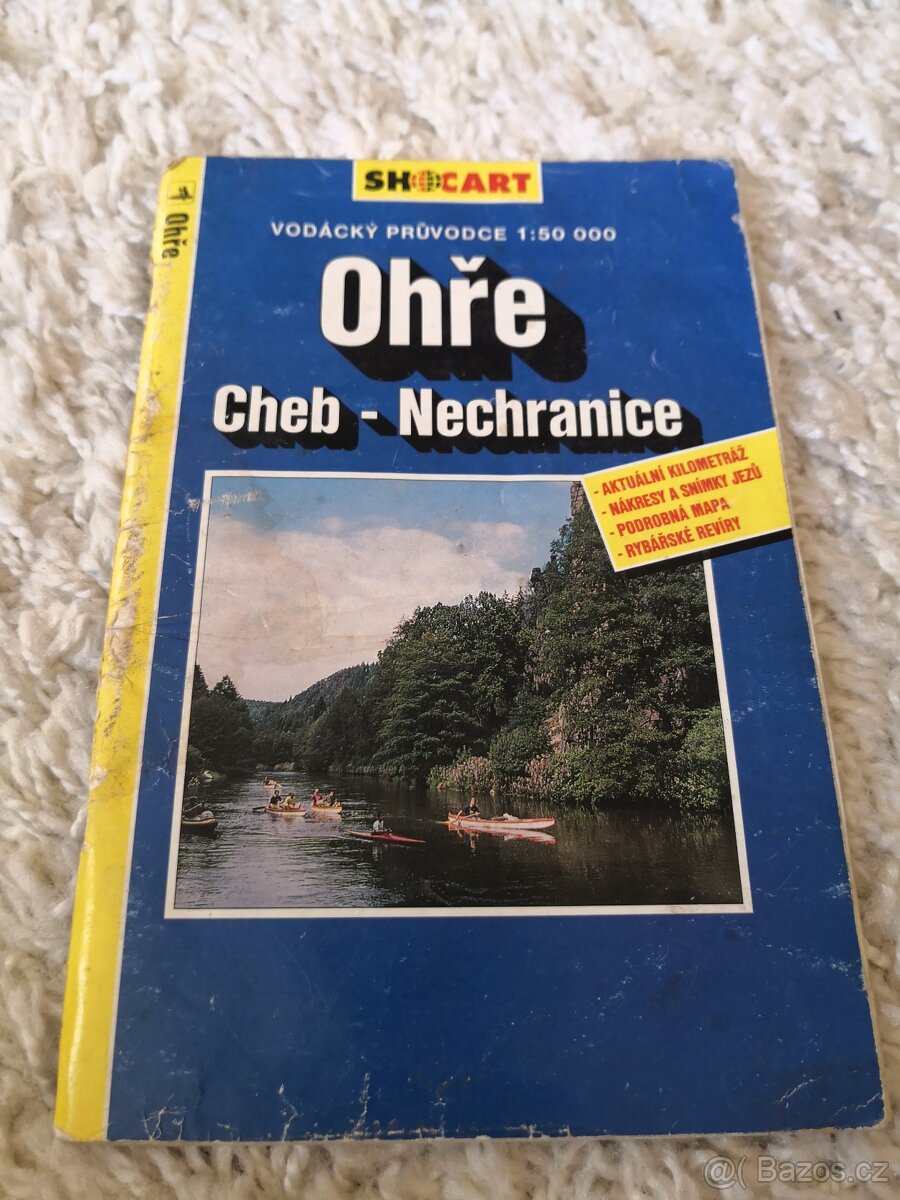 SHOCART
VODÁCKÝ PRŮVODCE 1:50 000
Ohře
Cheb - Nechranice
- AKTUÁLNÍ KILOMETRÁŽ
- NÁKRESY A SNÍMKY JEZŮ
- PODROBNÁ MAPA
- RYBÁŘSKÉ REVÍRY
1 Ohře
@( Bazos.cz